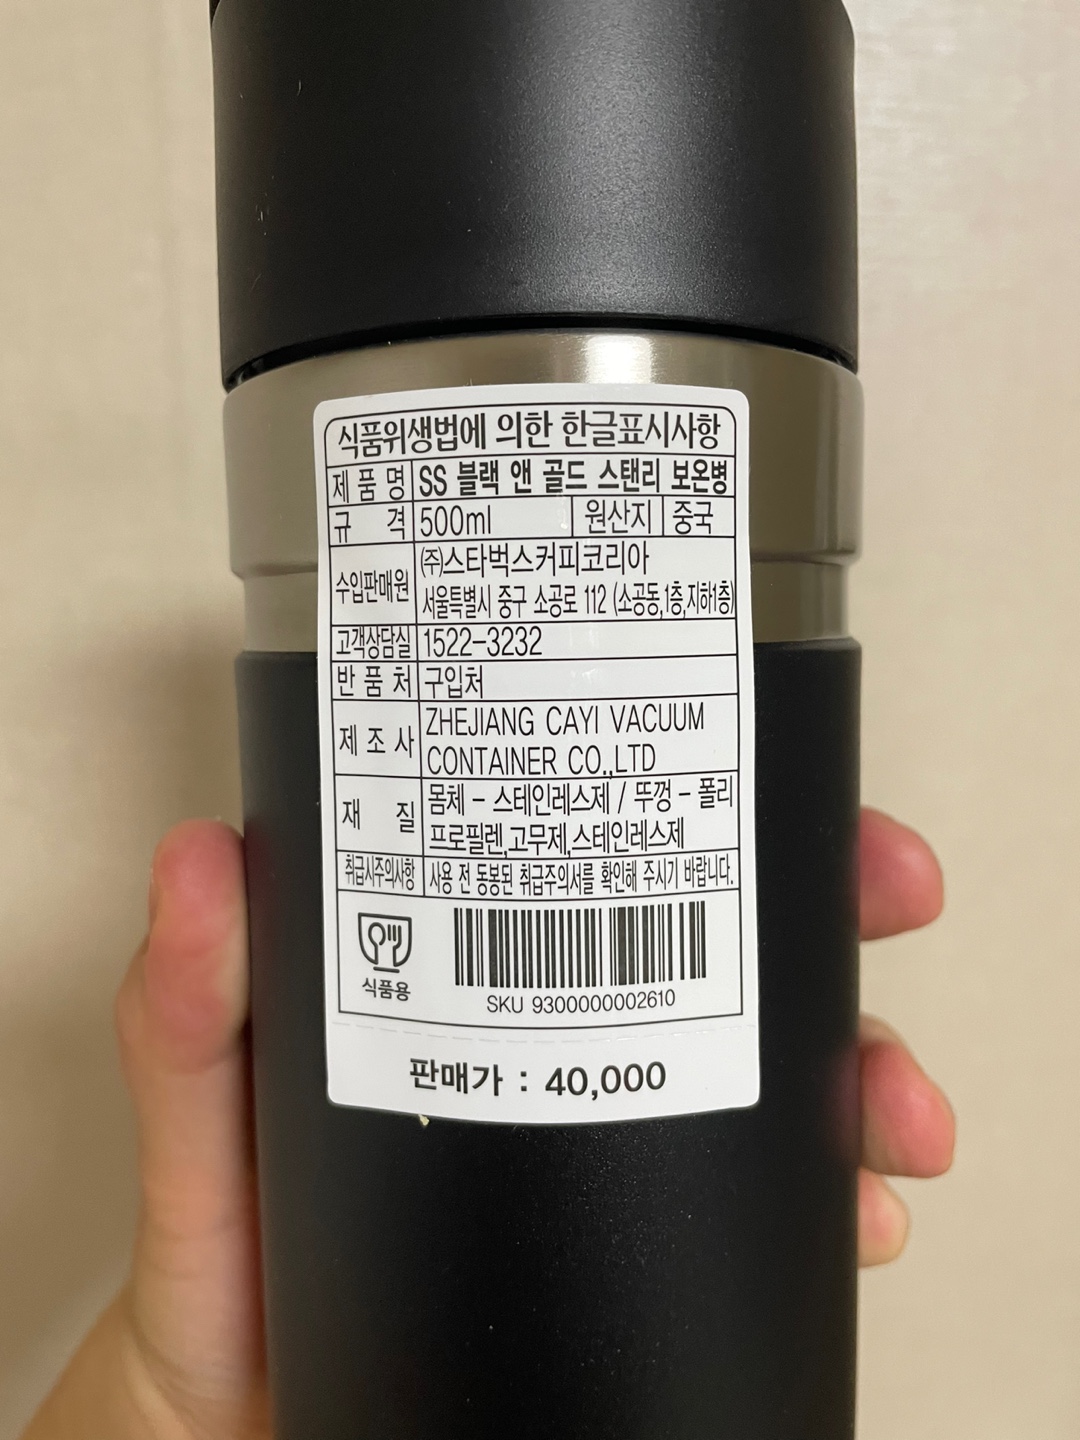 식품위생법에 의한 한글표시사항
제 품 명 SS 블랙 앤 골드 스탠리 보온병
규 격 500ml 원산지 중국
수입판매원 ㈜스타벅스커피코리아
서울특별시 중구 소공로 112 (소공동,1층,지하1층)
고객상담실 1522-3232
반 품 처 구입처
제 조 사 ZHEJIANG CAYI VACUUM
CONTAINER CO.,LTD
재 질 몸체 - 스테인레스제 / 뚜껑 - 폴리
프로필렌,고무제,스테인레스제
취급시주의사항 사용 전 동봉된 취급주의서를 확인해 주시기 바랍니다.
식품용
SKU 9300000002610
판매가 : 40,000